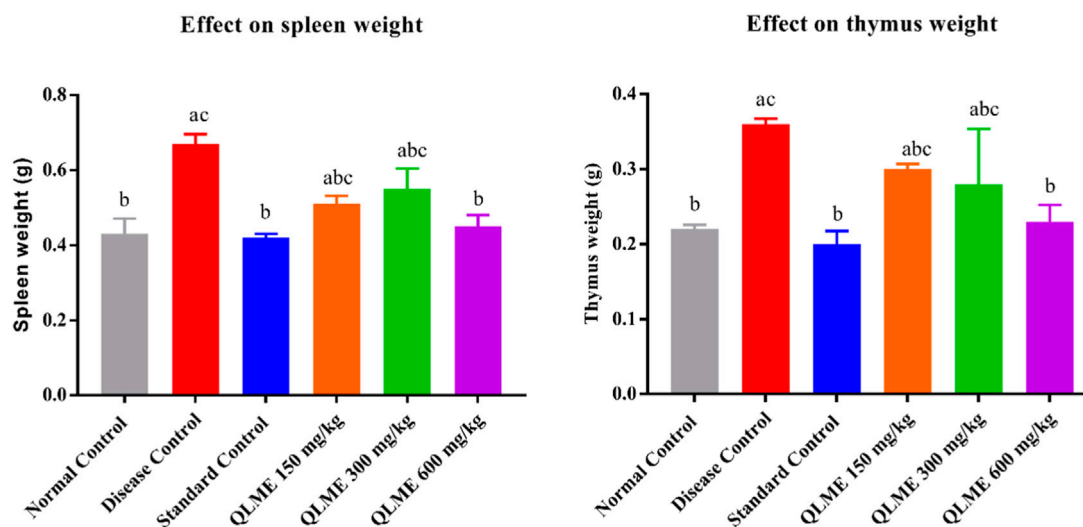 Effect on spleen weight
Spleen weight (g)
0.8
0.6
0.4
0.2
0.0
b
ac
b
abc
abc
b
Normal Control
Disease Control
Standard Control
QLME 150 mg/kg
QLME 300 mg/kg
QLME 600 mg/kg
Effect on thymus weight
Thymus weight (g)
0.4
0.3
0.2
0.1
0.0
b
ac
b
abc
abc
b
Normal Control
Disease Control
Standard Control
QLME 150 mg/kg
QLME 300 mg/kg
QLME 600 mg/kg